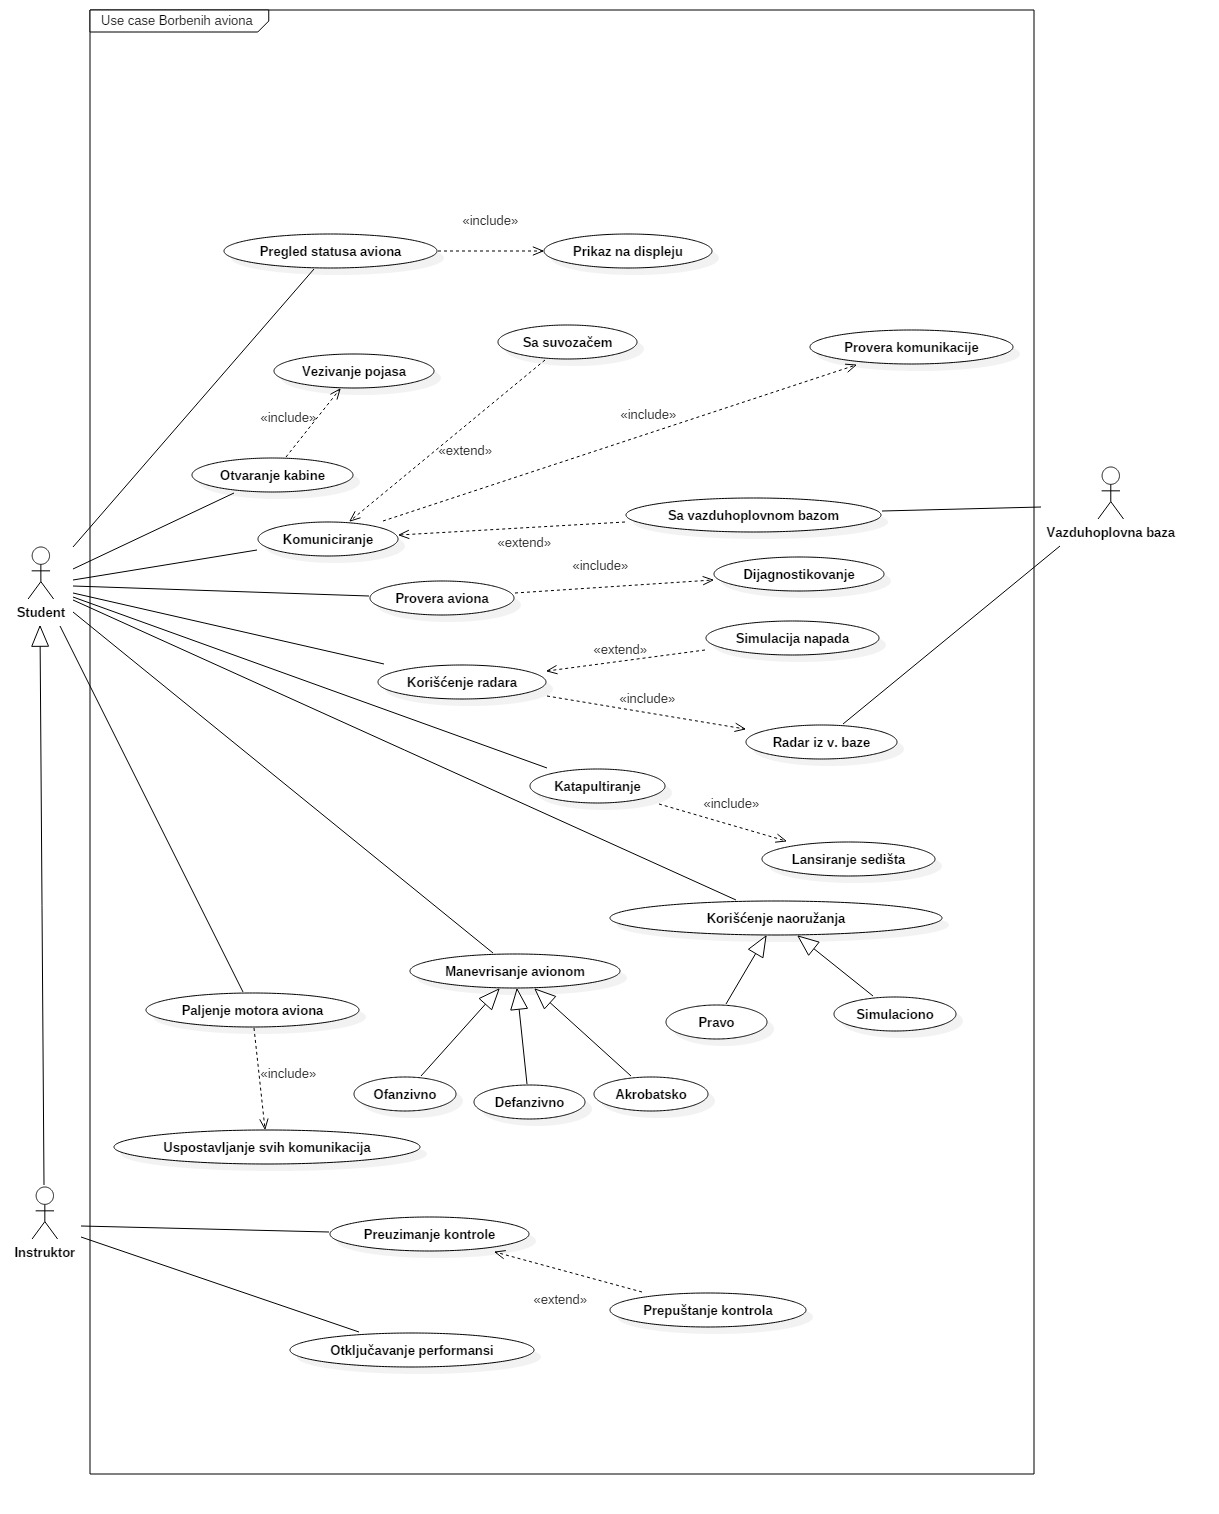 Use case Borbenih aviona
«include»
Pregled statusa aviona
Prikaz na displeju
Sa suvozačem
Provera komunikacije
Vezivanje pojasa
«include»
«include»
«extend»
Otvaranje kabine
Sa vazduhoplovnom bazom
Vazduhoplovna baza
Komuniciranje
«extend»
«include»
Dijagnostikovanje
Provera aviona
Student
Simulacija napada
«extend»
Korišćenje radara
«include»
Radar iz v. baze
Katapultiranje
«include»
Lansiranje sedišta
Korišćenje naoružanja
Manevrisanje avionom
Paljenje motora aviona
Pravo
Simulaciono
«include»
Ofanzivno
Defanzivno
Akrobatsko
Uspostavljanje svih komunikacija
Preuzimanje kontrole
Instruktor
«extend»
Prepuštanje kontrola
Otključavanje performansi